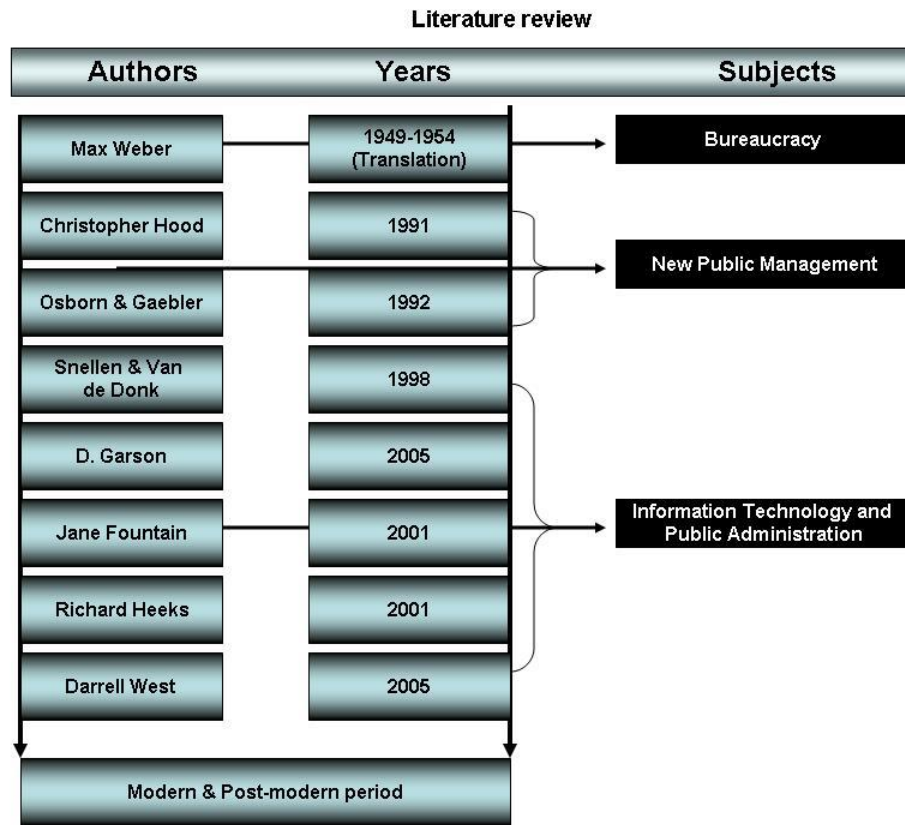 Literature review
Authors Years Subjects
Max Weber
1949-1954
(Translation)
Bureaucracy
Christopher Hood
1991
New Public Management
Osborn & Gaebler
1992
Snellen & Van
de Donk
1998
D. Garson
2005
Jane Fountain
2001
Information Technology and
Public Administration
Richard Heeks
2001
Darrell West
2005
Modern & Post-modern period